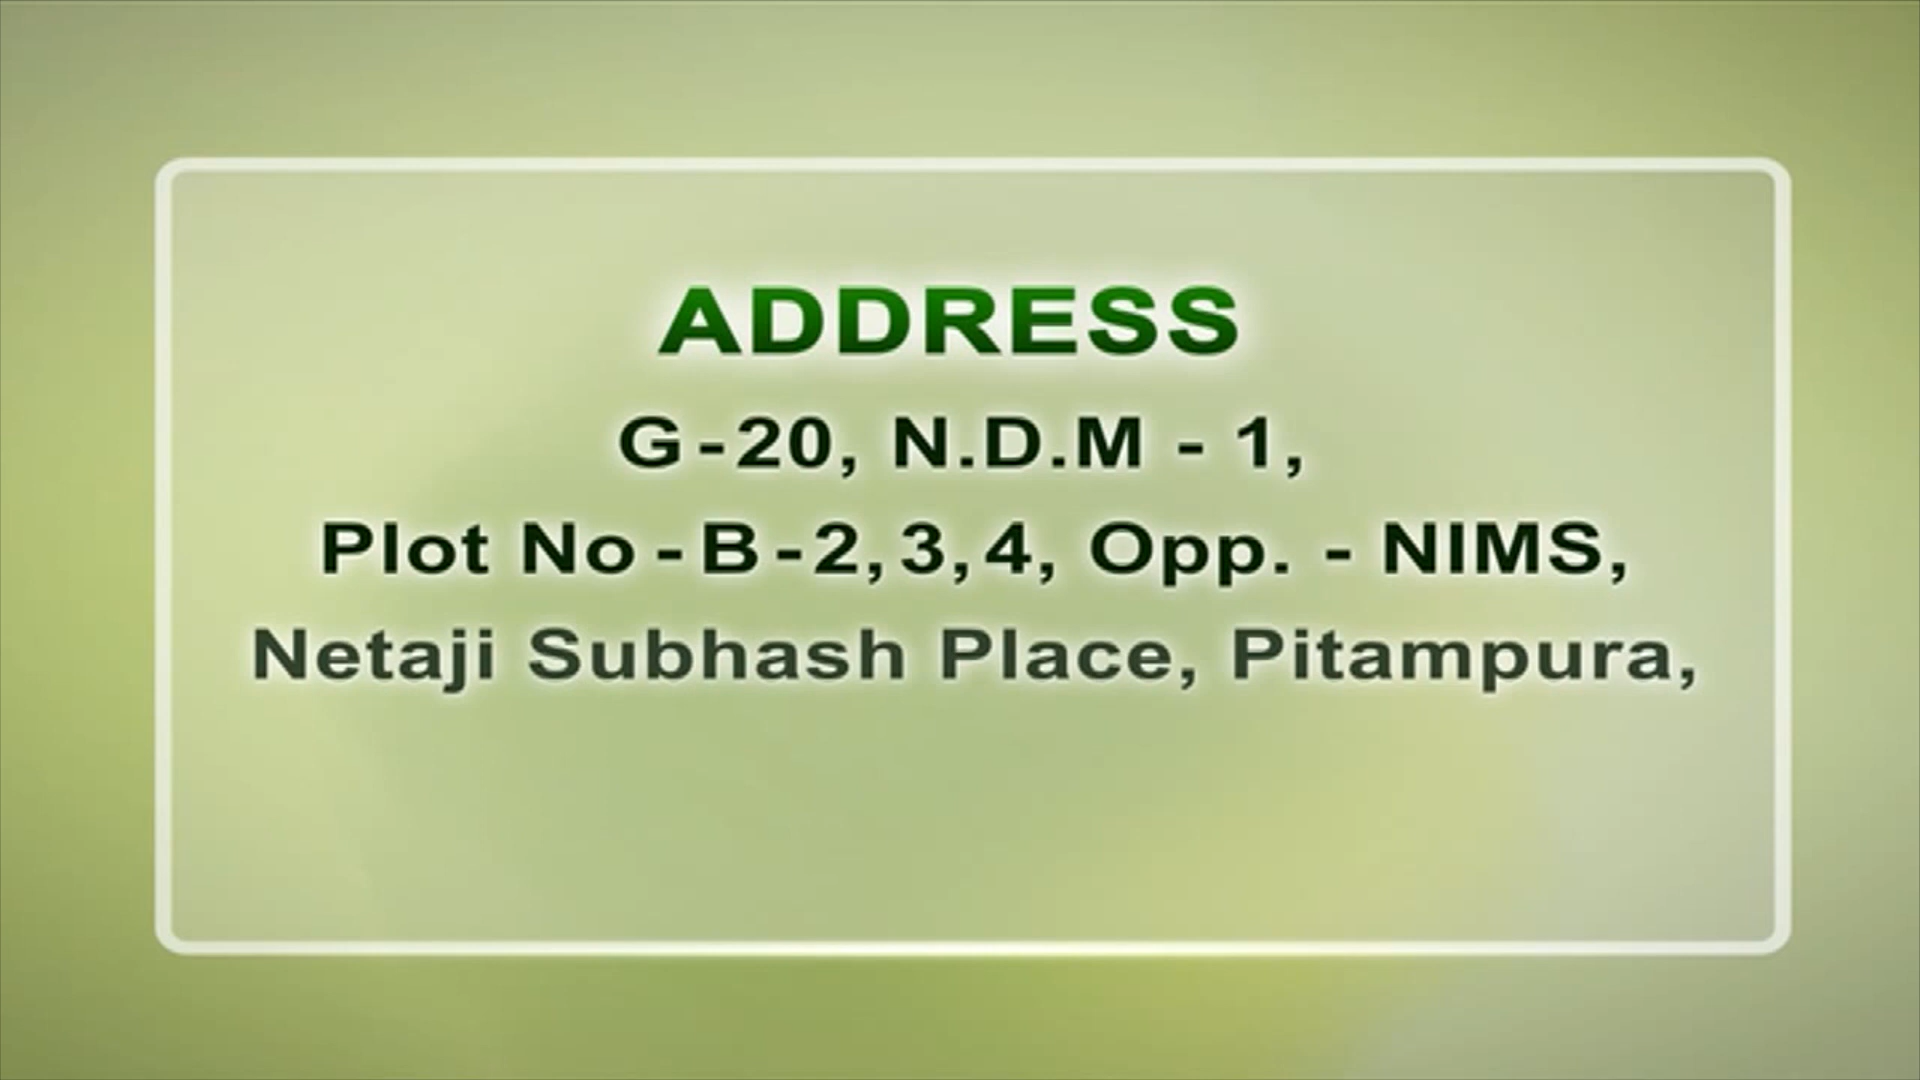 ADDRESS
G-20, N.D.M - 1,
Plot No - B - 2, 3, 4, Opp. - NIMS,
Netaji Subhash Place, Pitampura,